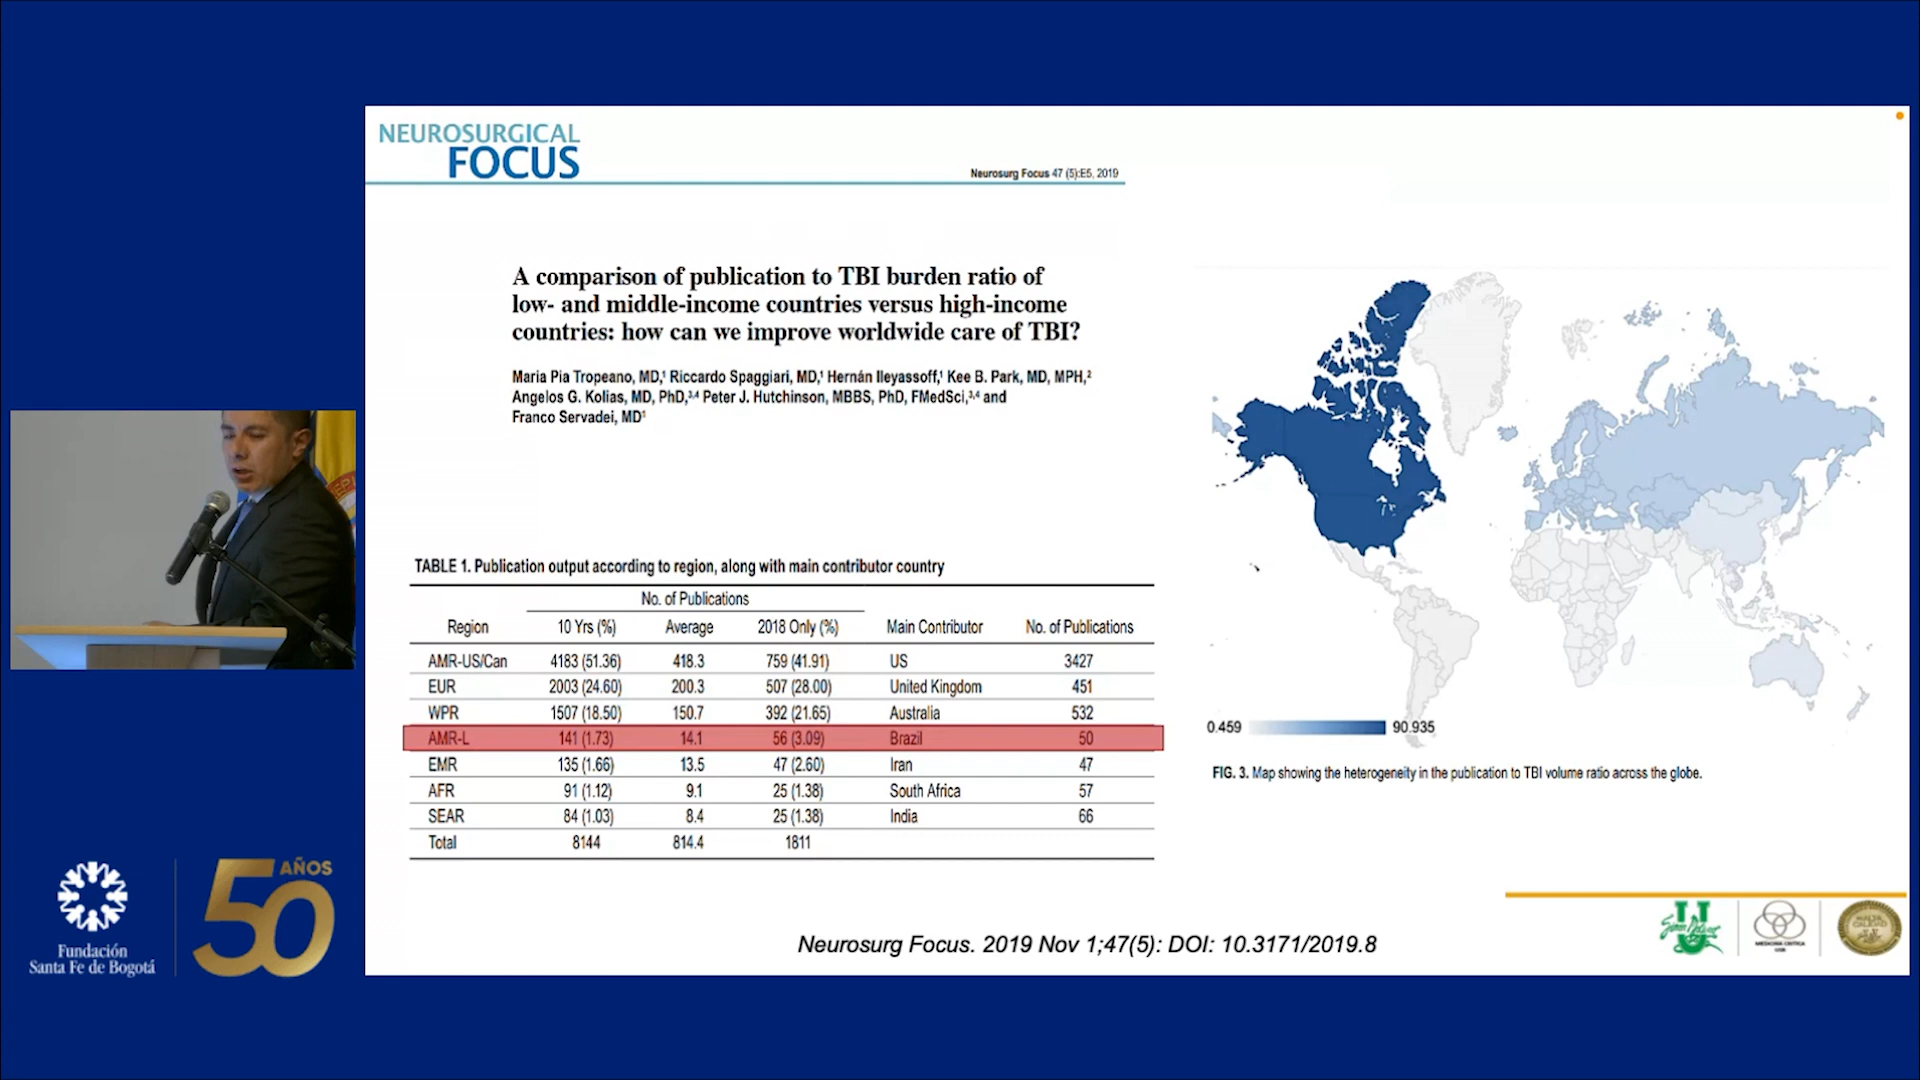 NEUROSURGICAL
FOCUS
Neurosurg Focus 47 (5):E5, 2019
A comparison of publication to TBI burden ratio of
low- and middle-income countries versus high-income
countries: how can we improve worldwide care of TBI?
Maria Pia Tropeano, MD,¹ Riccardo Spaggiari, MD,¹ Hernán Ileyassoff,¹ Kee B. Park, MD, MPH,²
Angelos G. Kolias, MD, PhD,³,⁴ Peter J. Hutchinson, MBBS, PhD, FMedSci,³,⁴ and
Franco Servadei, MD¹
TABLE 1. Publication output according to region, along with main contributor country
No. of Publications
Region 10 Yrs (%) Average 2018 Only (%) Main Contributor No. of Publications
AMR-US/Can 4183 (51.36) 418.3 759 (41.91) US 3427
EUR 2003 (24.60) 200.3 507 (28.00) United Kingdom 451
WPR 1507 (18.50) 150.7 392 (21.65) Australia 532
AMR-L 141 (1.73) 14.1 56 (3.09) Brazil 50
EMR 135 (1.66) 13.5 47 (2.60) Iran 47
AFR 91 (1.12) 9.1 25 (1.38) South Africa 57
SEAR 84 (1.03) 8.4 25 (1.38) India 66
Total 8144 814.4 1811
0.459 90.935
FIG. 3. Map showing the heterogeneity in the publication to TBI volume ratio across the globe.
Neurosurg Focus. 2019 Nov 1;47(5): DOI: 10.3171/2019.8
Fundación
Santa Fe de Bogotá
50 AÑOS
MEDICINA CRITICA